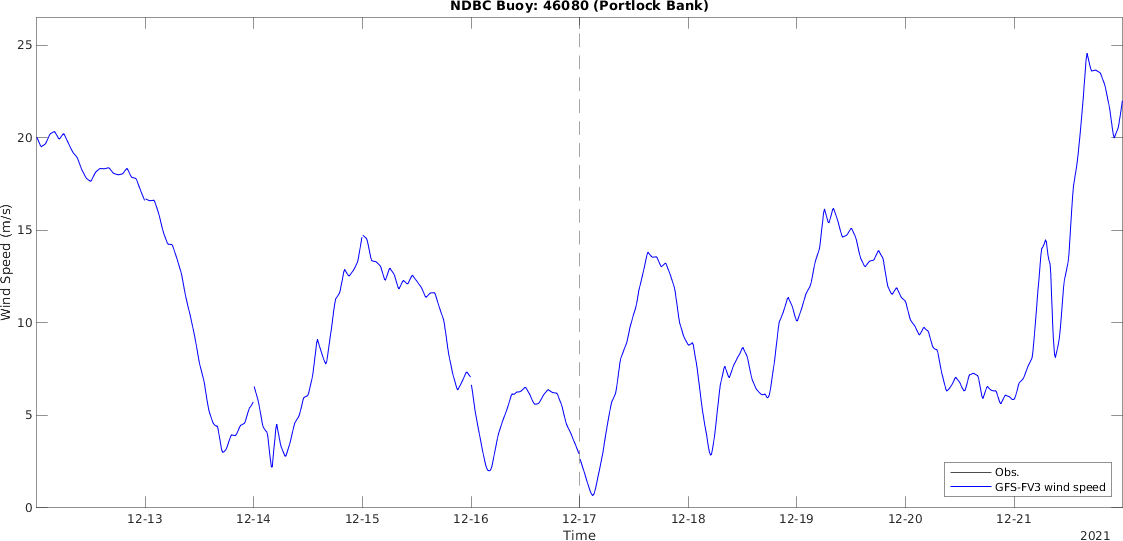 NDBC Buoy: 46080 (Portlock Bank)
25
20
15
10
5
0
Wind Speed (m/s)
12-13 12-14 12-15 12-16 12-17 12-18 12-19 12-20 12-21
Time
2021
Obs.
GFS-FV3 wind speed